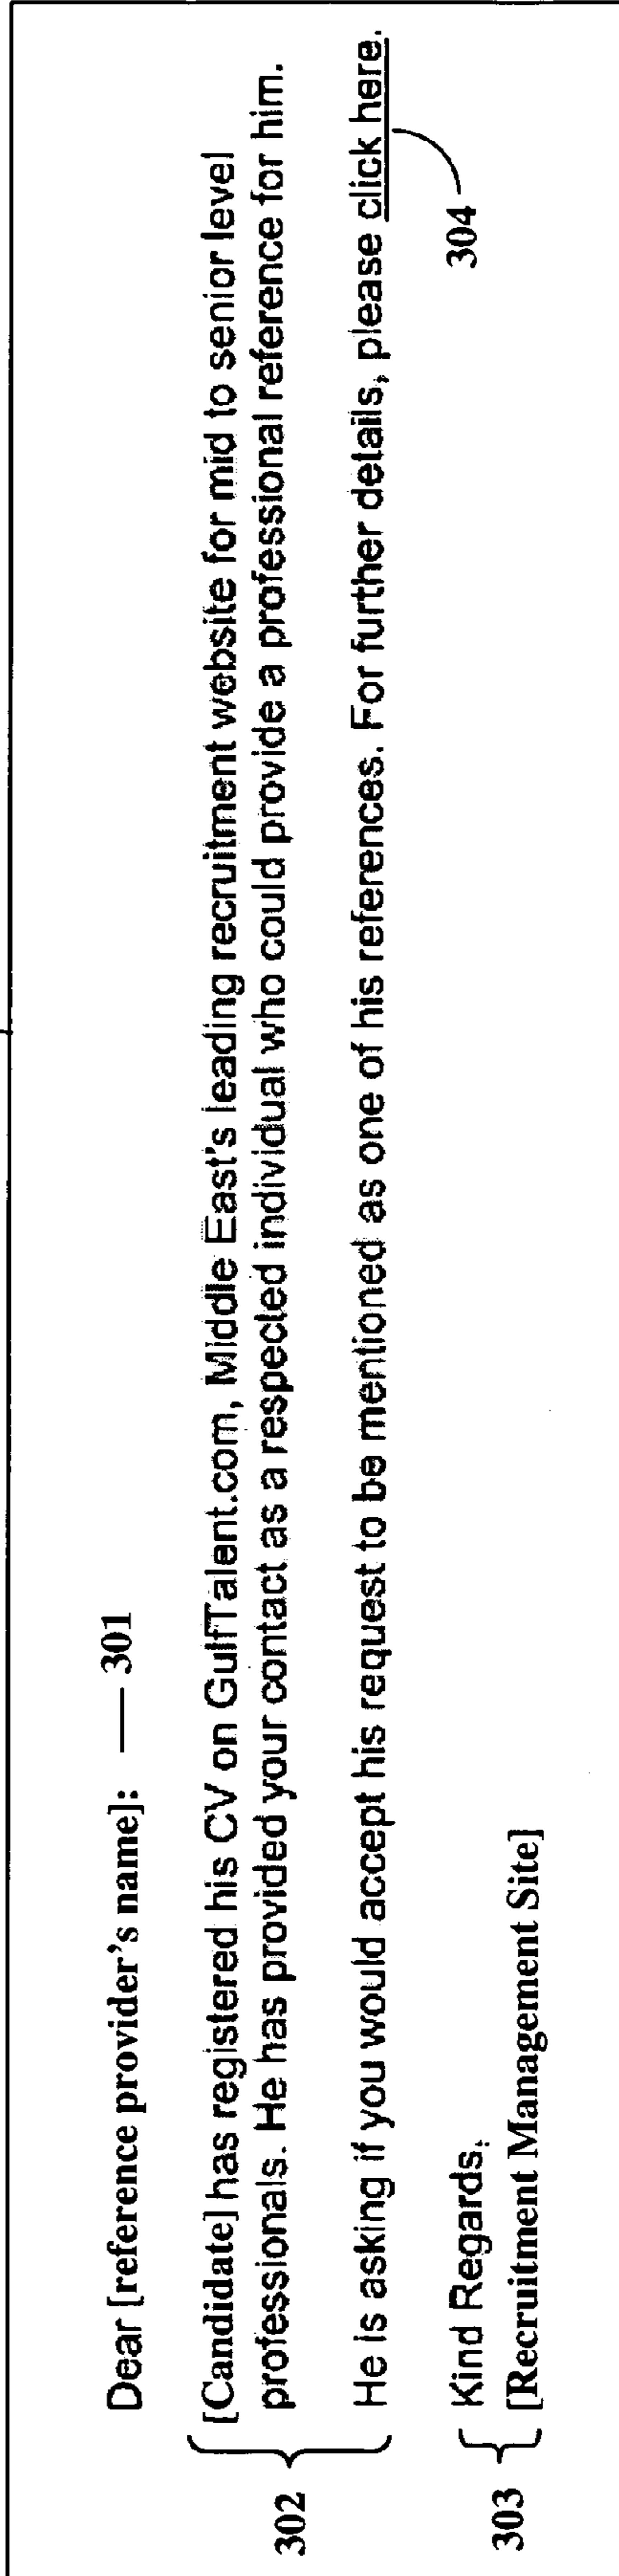 Dear [reference provider's name]: — 301
[Candidate] has registered his CV on GulfTalent.com, Middle East's leading recruitment website for mid to senior level
professionals. He has provided your contact as a respected individual who could provide a professional reference for him.
302
He is asking if you would accept his request to be mentioned as one of his references. For further details, please click here.
304
Kind Regards,
303
[Recruitment Management Site]